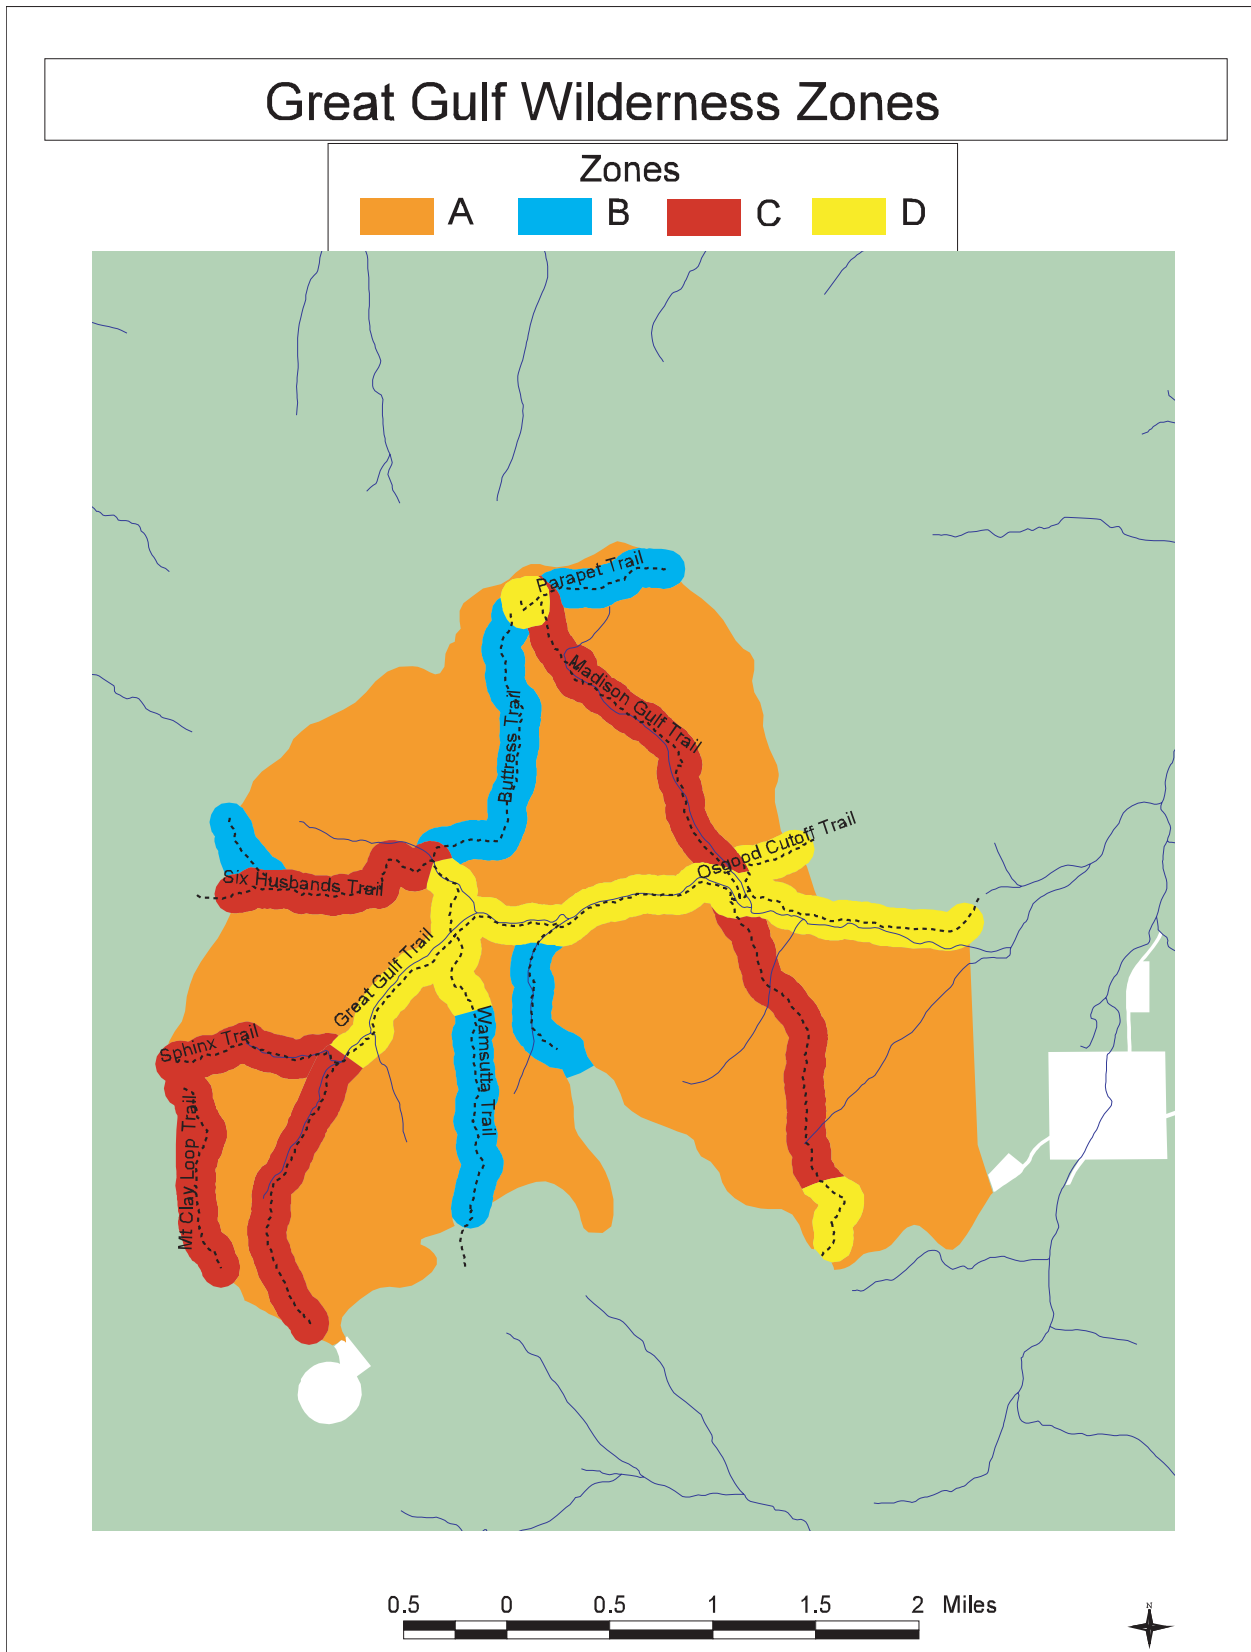 Great Gulf Wilderness Zones
Zones
A B C D
Parapet Trail
Madison Gulf Trail
Buttress Trail
Osgood Cutoff Trail
Six Husbands Trail
Great Gulf Trail
Wamsutta Trail
Sphinx Trail
Mt Clay Loop Trail
0.5 0 0.5 1 1.5 2 Miles
N